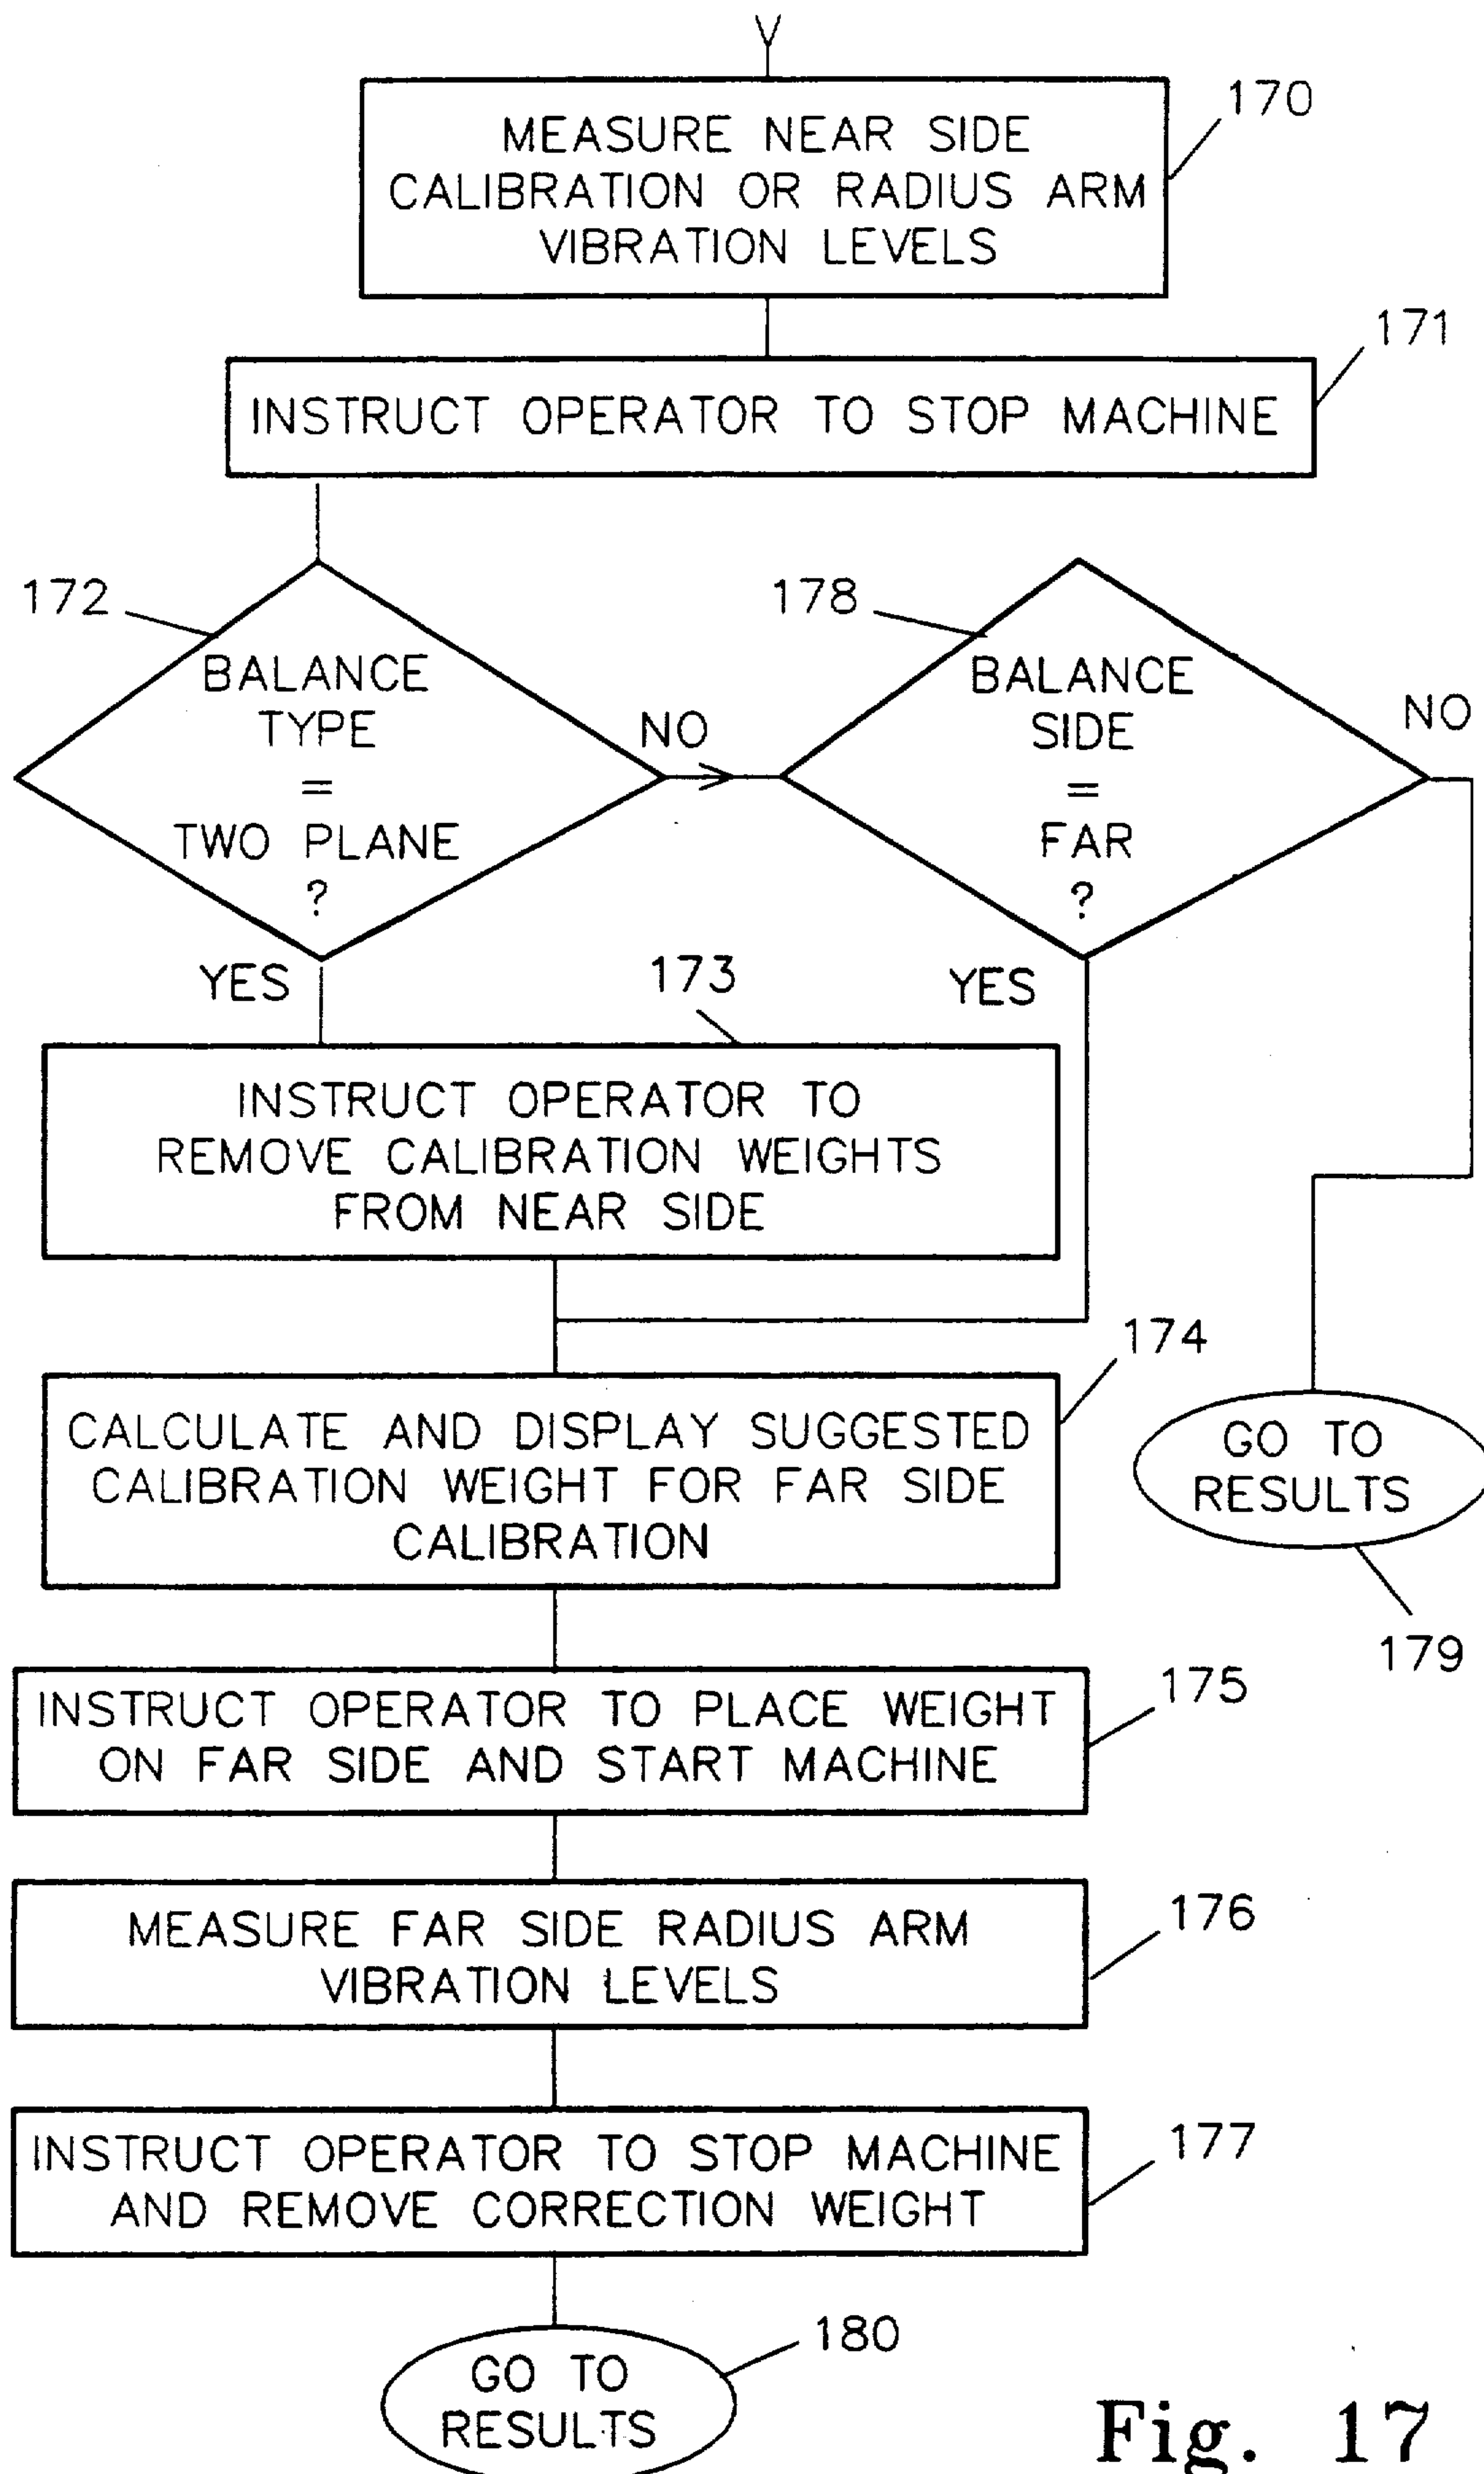 170
MEASURE NEAR SIDE
CALIBRATION OR RADIUS ARM
VIBRATION LEVELS
171
INSTRUCT OPERATOR TO STOP MACHINE
172
BALANCE
TYPE
=
TWO PLANE
?
NO
YES
178
BALANCE
SIDE
=
FAR
?
NO
YES
173
INSTRUCT OPERATOR TO
REMOVE CALIBRATION WEIGHTS
FROM NEAR SIDE
174
CALCULATE AND DISPLAY SUGGESTED
CALIBRATION WEIGHT FOR FAR SIDE
CALIBRATION
GO TO
RESULTS
179
175
INSTRUCT OPERATOR TO PLACE WEIGHT
ON FAR SIDE AND START MACHINE
176
MEASURE FAR SIDE RADIUS ARM
VIBRATION LEVELS
177
INSTRUCT OPERATOR TO STOP MACHINE
AND REMOVE CORRECTION WEIGHT
180
GO TO
RESULTS
Fig. 17